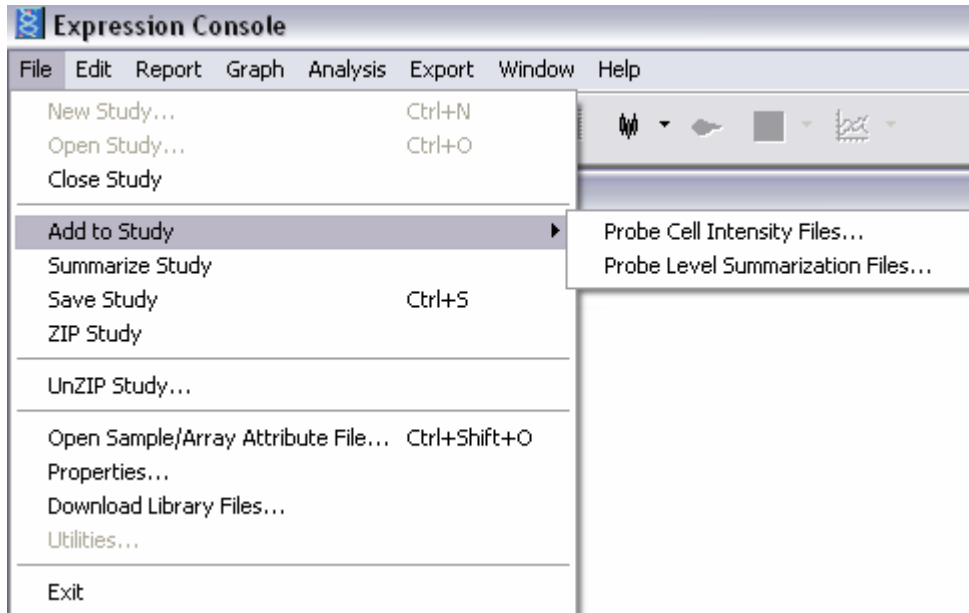 Expression Console
File Edit Report Graph Analysis Export Window Help
New Study... Ctrl+N
Open Study... Ctrl+O
Close Study
Add to Study
Probe Cell Intensity Files...
Summarize Study
Probe Level Summarization Files...
Save Study Ctrl+S
ZIP Study
UnZIP Study...
Open Sample/Array Attribute File... Ctrl+Shift+O
Properties...
Download Library Files...
Utilities...
Exit